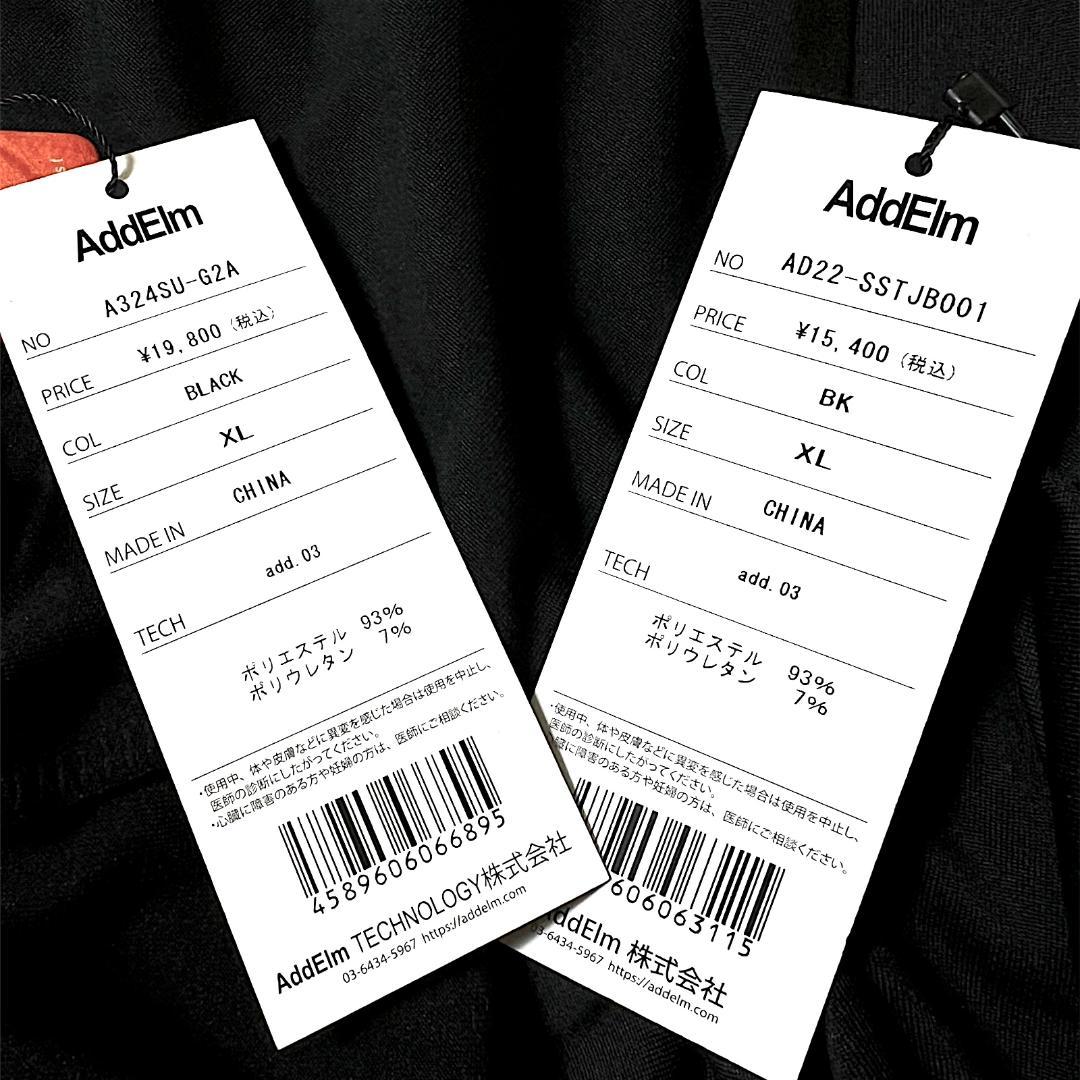 AddElm
NO A324SU-G2A
PRICE ¥19,800（税込）
COL BLACK
SIZE XL
MADE IN CHINA
TECH add.03
ポリエステル 93%
ポリウレタン 7%
・使用中、体や皮膚などに異変を感じた場合は使用を中止し、
医師の診断にしたがってください。
・心臓に障害のある方や妊婦の方は、医師にご相談ください。
4589606066895
AddElm TECHNOLOGY株式会社
03-6434-5967 https://addelm.com
AddElm
NO AD22-SSTJB001
PRICE ¥15,400（税込）
COL BK
SIZE XL
MADE IN CHINA
TECH add.03
ポリエステル 93%
ポリウレタン 7%
・使用中、体や皮膚などに異変を感じた場合は使用を中止し、
医師の診断にしたがってください。
臓に障害のある方や妊婦の方は、医師にご相談ください。
606063115
ddElm 株式会社
03-6434-5967 https://addelm.com